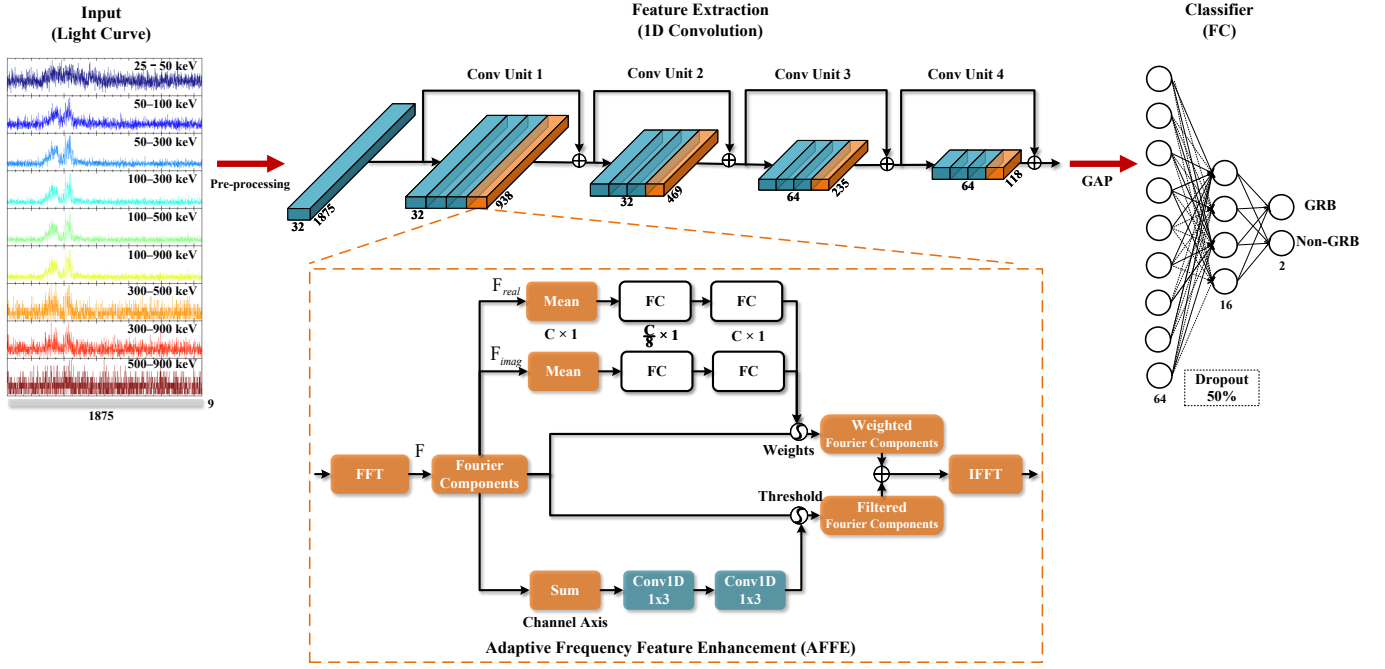 Input
(Light Curve)
25 – 50 keV
50–100 keV
50–300 keV
100–300 keV
100–500 keV
100–900 keV
300–500 keV
300–900 keV
500–900 keV
1875
9
Pre-processing
Feature Extraction
(1D Convolution)
Conv Unit 1
Conv Unit 2
Conv Unit 3
Conv Unit 4
32
1875
32
938
32
469
64
235
64
118
GAP
Classifier
(FC)
GRB
Non-GRB
2
16
64
Dropout
50%
F_real
Mean
FC
FC
C × 1
C/8 × 1
C × 1
F_imag
Mean
FC
FC
Weights
Weighted
Fourier Components
FFT
F
Fourier
Components
IFFT
Threshold
Filtered
Fourier Components
Sum
Conv1D
1x3
Conv1D
1x3
Channel Axis
Adaptive Frequency Feature Enhancement (AFFE)